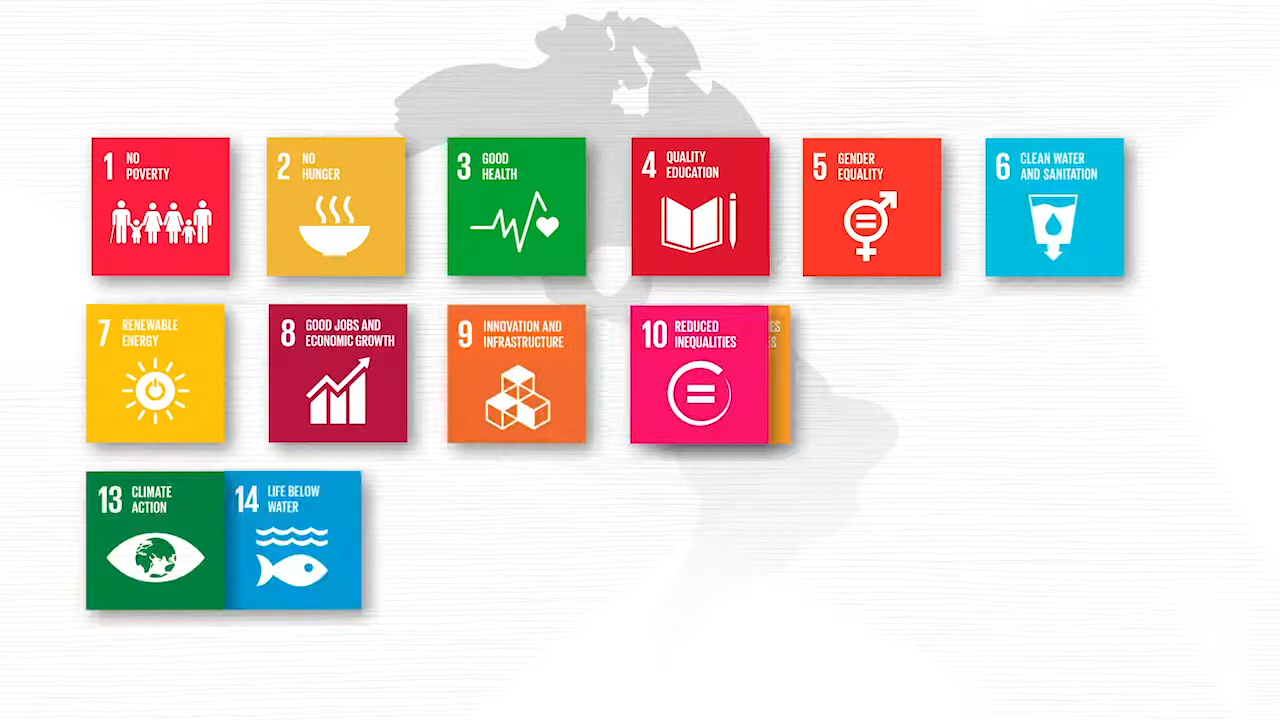 1 NO
POVERTY
2 NO
HUNGER
3 GOOD
HEALTH
4 QUALITY
EDUCATION
5 GENDER
EQUALITY
6 CLEAN WATER
AND SANITATION
7 RENEWABLE
ENERGY
8 GOOD JOBS AND
ECONOMIC GROWTH
9 INNOVATION AND
INFRASTRUCTURE
10 REDUCED
INEQUALITIES
13 CLIMATE
ACTION
14 LIFE BELOW
WATER